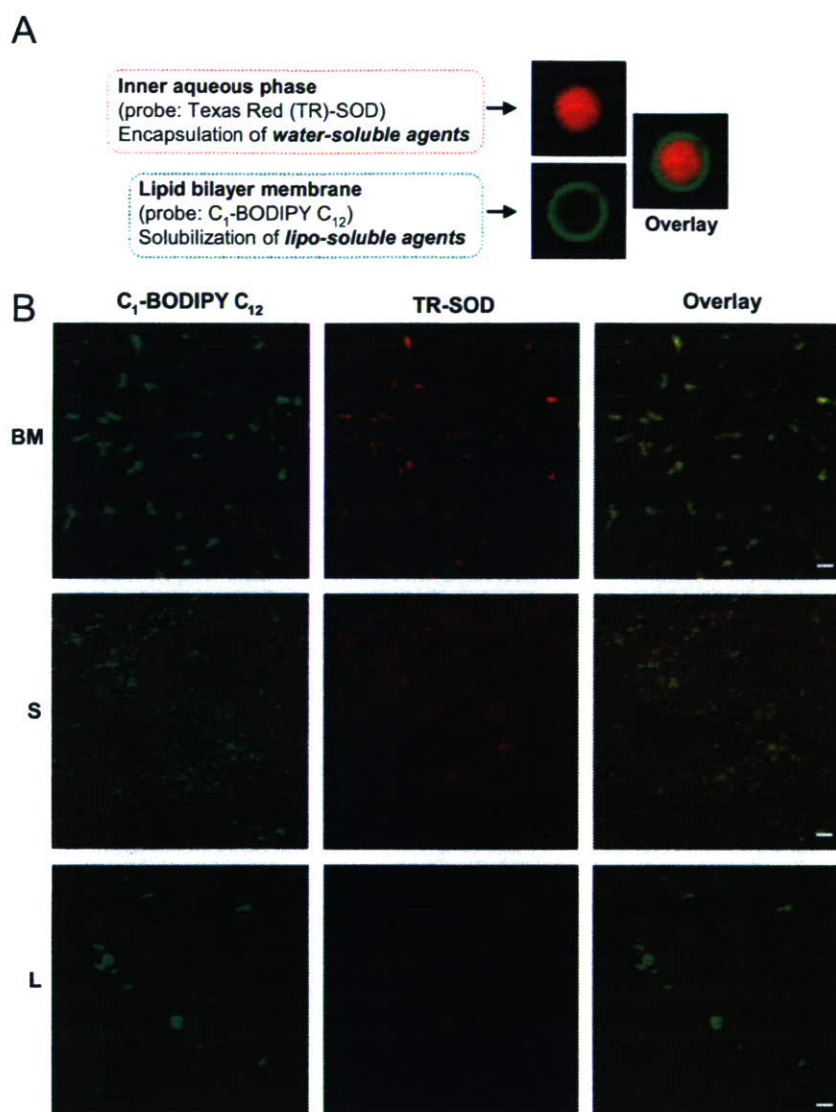 A
Inner aqueous phase
(probe: Texas Red (TR)-SOD)
Encapsulation of water-soluble agents
Lipid bilayer membrane
(probe: C₁-BODIPY C₁₂)
Solubilization of lipo-soluble agents
Overlay
B
C₁-BODIPY C₁₂ TR-SOD Overlay
BM
S
L